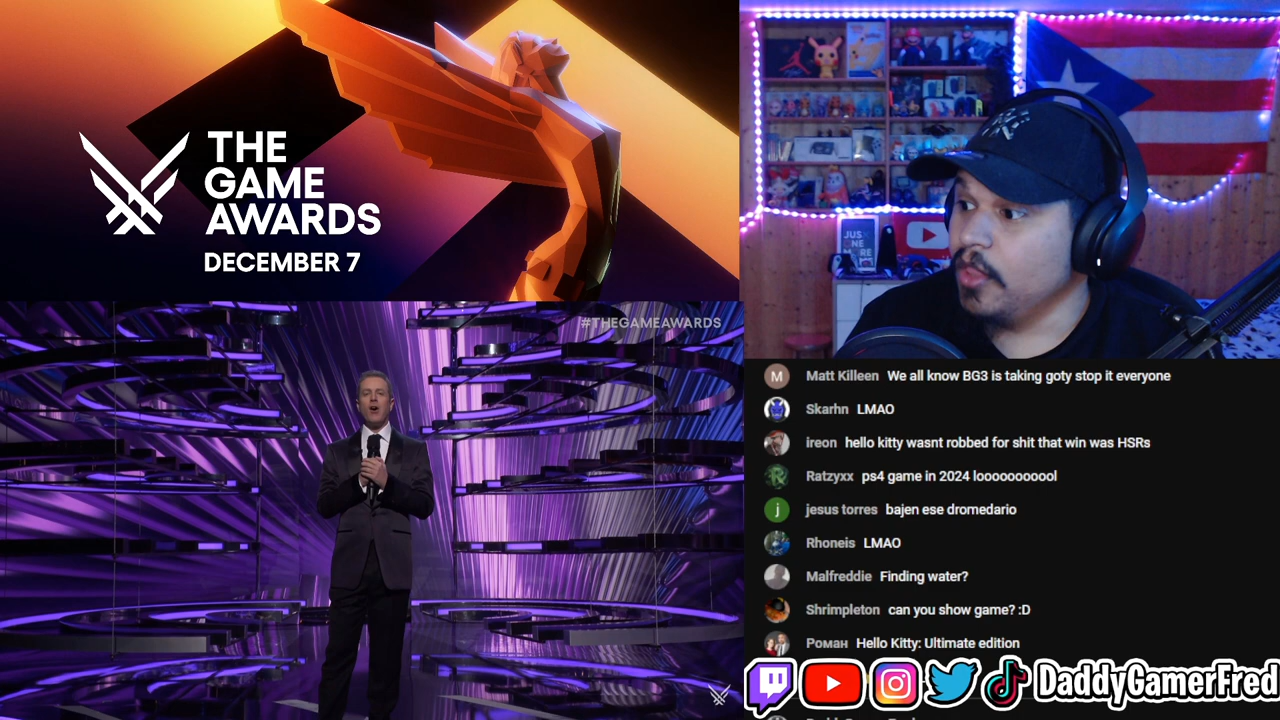 THE
GAME
AWARDS
DECEMBER 7
#THEGAMEAWARDS
JUST
ONE
MORE
M Matt Killeen We all know BG3 is taking goty stop it everyone
Skarhn LMAO
ireon hello kitty wasnt robbed for shit that win was HSRs
Ratzyxx ps4 game in 2024 looooooooool
j jesus torres bajen ese dromedario
Rhoneis LMAO
Malfreddie Finding water?
Shrimpleton can you show game? :D
Роман Hello Kitty: Ultimate edition
DaddyGamerFred